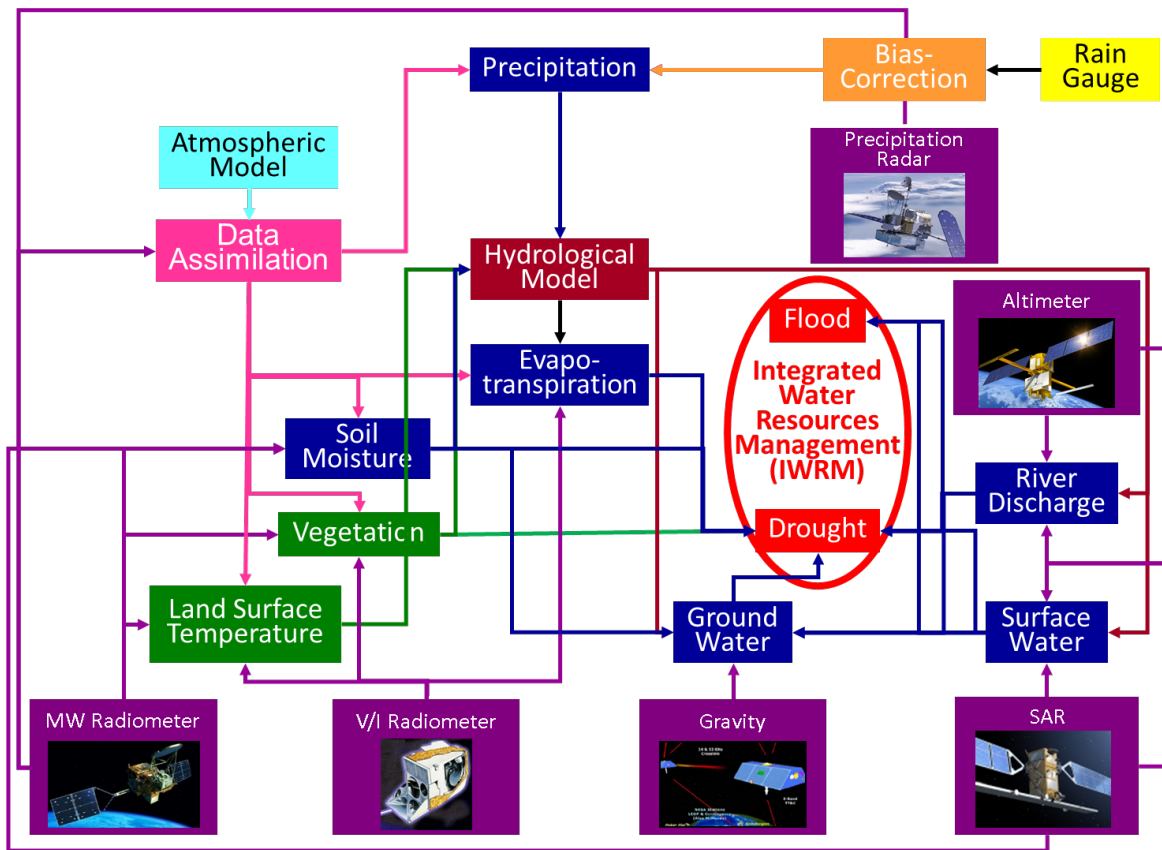 Precipitation
Bias-
Correction
Rain
Gauge
Atmospheric
Model
Precipitation
Radar
Data
Assimilation
Hydrological
Model
Altimeter
Flood
Evapo-
transpiration
Integrated
Water
Resources
Management
(IWRM)
Soil
Moisture
River
Discharge
Vegetaticn
Drought
Land Surface
Temperature
Ground
Water
Surface
Water
MW Radiometer
V/I Radiometer
Gravity
SAR